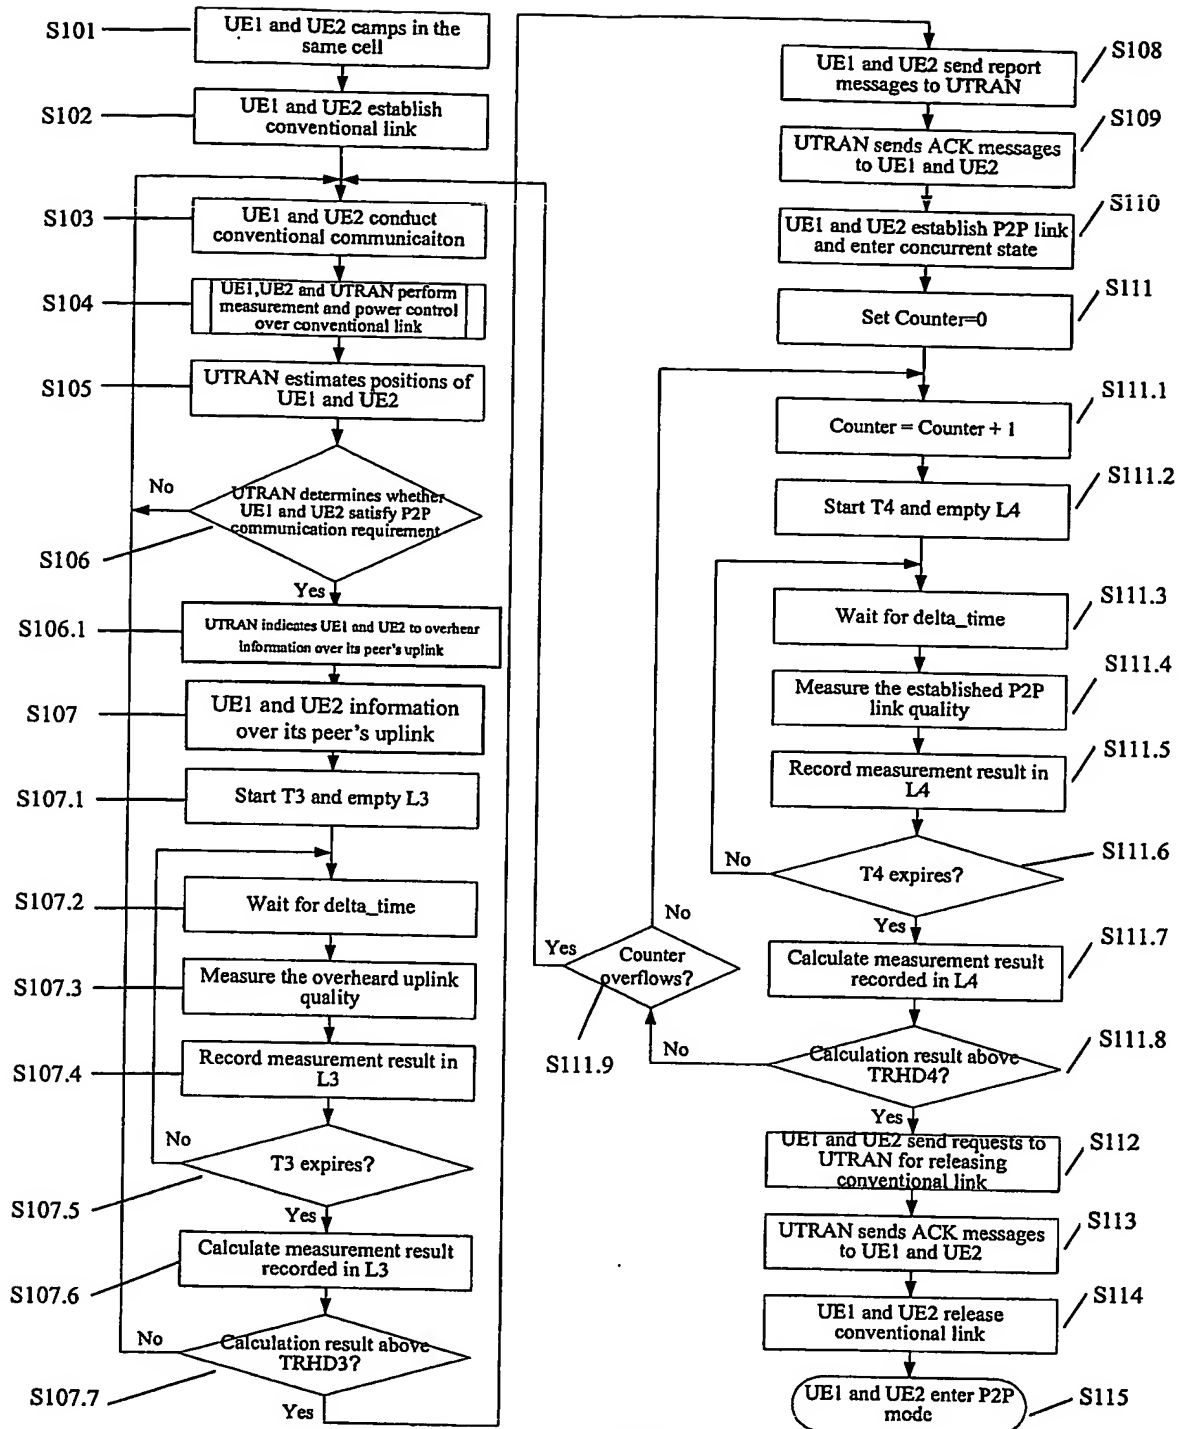 S101
UE1 and UE2 camps in the
same cell
S102
UE1 and UE2 establish
conventional link
S103
UE1 and UE2 conduct
conventional communicaiton
S104
UE1,UE2 and UTRAN perform
measurement and power control
over conventional link
S105
UTRAN estimates positions of
UE1 and UE2
No
UTRAN determines whether
UE1 and UE2 satisfy P2P
communication requirement
S106
Yes
S106.1
UTRAN indicates UE1 and UE2 to overhear
information over its peer's uplink
S107
UE1 and UE2 information
over its peer's uplink
S107.1
Start T3 and empty L3
S107.2
Wait for delta_time
S107.3
Measure the overheard uplink
quality
S107.4
Record measurement result in
L3
No
T3 expires?
S107.5
Yes
Calculate measurement result
recorded in L3
S107.6
No
Calculation result above
TRHD3?
S107.7
Yes
S108
UE1 and UE2 send report
messages to UTRAN
S109
UTRAN sends ACK messages
to UE1 and UE2
S110
UE1 and UE2 establish P2P link
and enter concurrent state
S111
Set Counter=0
S111.1
Counter = Counter + 1
S111.2
Start T4 and empty L4
S111.3
Wait for delta_time
S111.4
Measure the established P2P
link quality
S111.5
Record measurement result in
L4
S111.6
No
T4 expires?
Yes
S111.7
Calculate measurement result
recorded in L4
No
Yes
Counter
overflows?
S111.9
No
Calculation result above
TRHD4?
S111.8
Yes
UE1 and UE2 send requests to
UTRAN for releasing
conventional link
S112
UTRAN sends ACK messages
to UE1 and UE2
S113
UE1 and UE2 release
conventional link
S114
UE1 and UE2 enter P2P
mode
S115